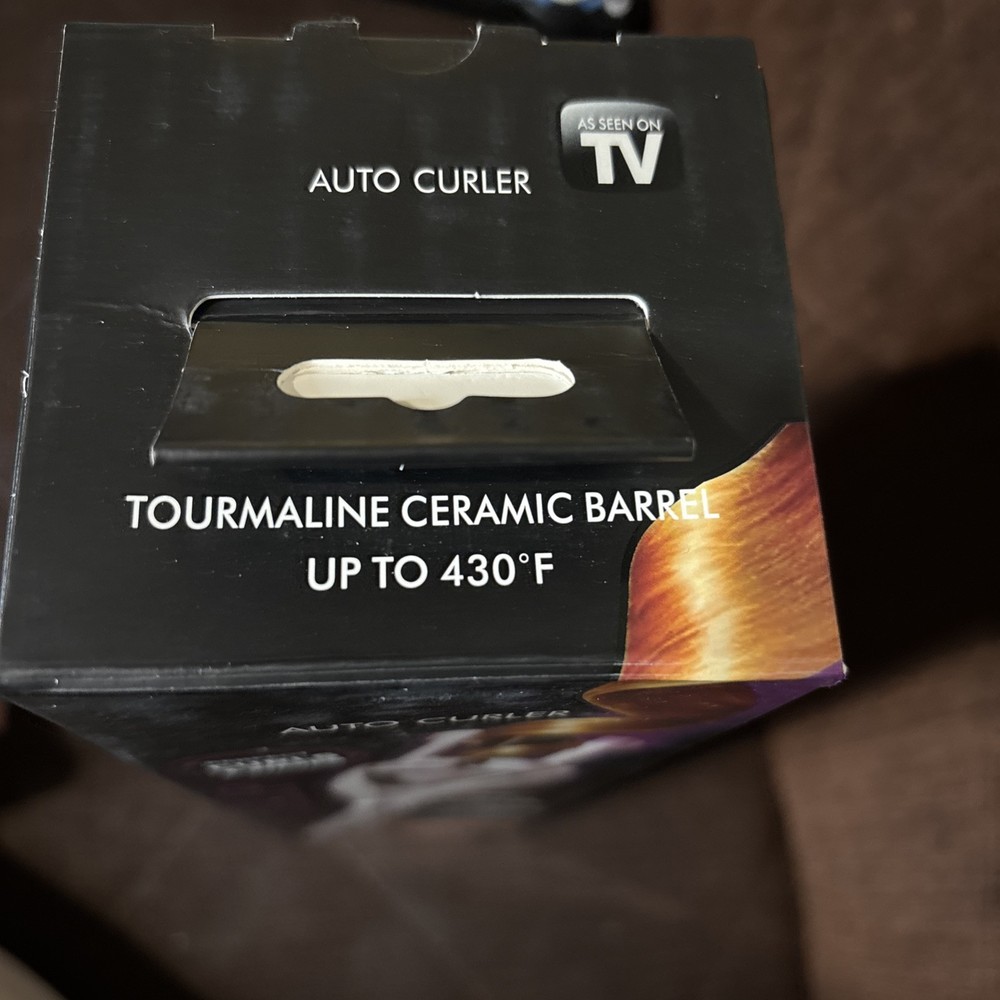 AS SEEN ON
TV
AUTO CURLER
TOURMALINE CERAMIC BARREL
UP TO 430°F
AUTO CURLER